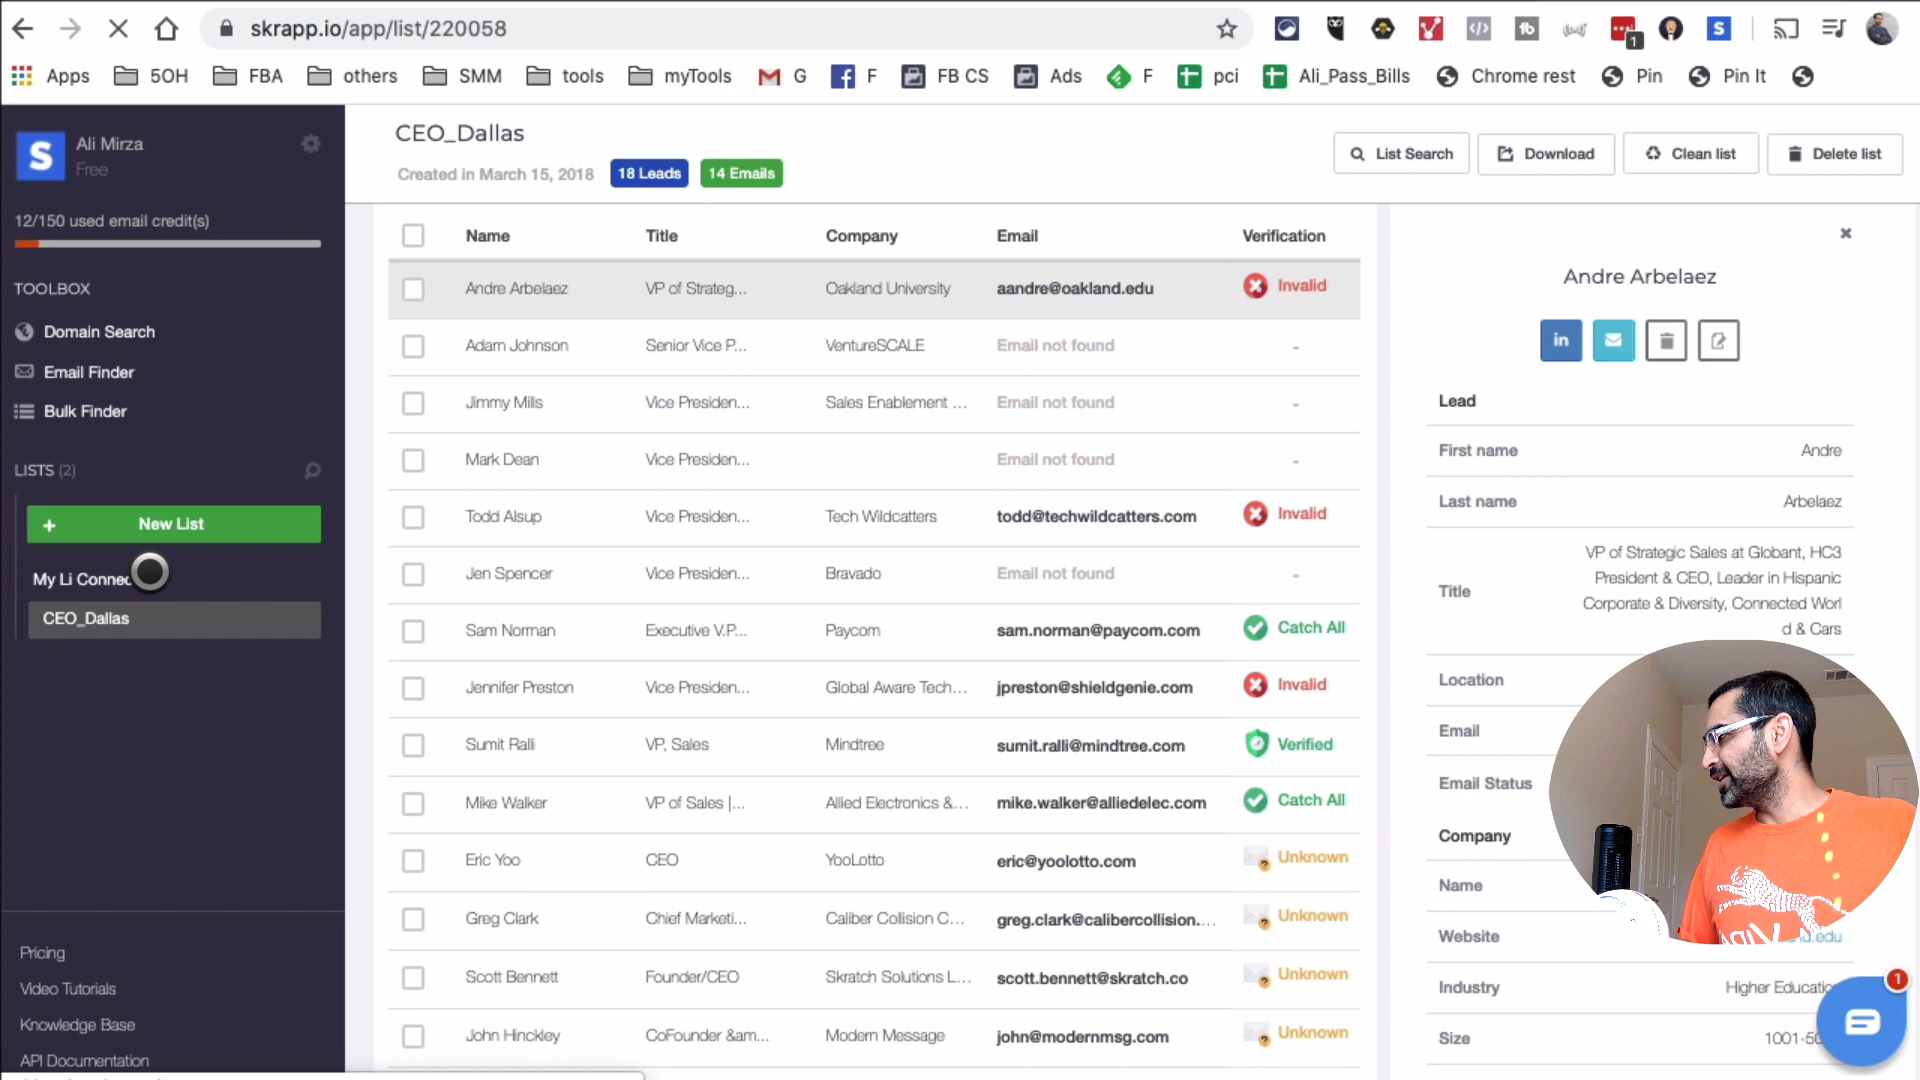 skrapp.io/app/list/220058
1
Apps 5OH FBA others SMM tools myTools G F FB CS Ads F pci Ali_Pass_Bills Chrome rest Pin Pin It
S
Ali Mirza
Free
12/150 used email credit(s)
TOOLBOX
Domain Search
Email Finder
Bulk Finder
LISTS (2)
+ New List
My Li Connec
CEO_Dallas
Pricing
Video Tutorials
Knowledge Base
API Documentation
CEO_Dallas
Created in March 15, 2018 18 Leads 14 Emails
List Search Download Clean list Delete list
Name Title Company Email Verification
Andre Arbelaez VP of Strateg... Oakland University aandre@oakland.edu Invalid
Adam Johnson Senior Vice P... VentureSCALE Email not found -
Jimmy Mills Vice Presiden... Sales Enablement ... Email not found -
Mark Dean Vice Presiden... Email not found -
Todd Alsup Vice Presiden... Tech Wildcatters todd@techwildcatters.com Invalid
Jen Spencer Vice Presiden... Bravado Email not found -
Sam Norman Executive V.P... Paycom sam.norman@paycom.com Catch All
Jennifer Preston Vice Presiden... Global Aware Tech... jpreston@shieldgenie.com Invalid
Sumit Ralli VP, Sales Mindtree sumit.ralli@mindtree.com Verified
Mike Walker VP of Sales |... Allied Electronics &... mike.walker@alliedelec.com Catch All
Eric Yoo CEO YooLotto eric@yoolotto.com Unknown
Greg Clark Chief Marketi... Caliber Collision C... greg.clark@calibercollision.... Unknown
Scott Bennett Founder/CEO Skratch Solutions L... scott.bennett@skratch.co Unknown
John Hinckley CoFounder &am... Modern Message john@modernmsg.com Unknown
Andre Arbelaez
in
Lead
First name Andre
Last name Arbelaez
Title
VP of Strategic Sales at Globant, HC3
President & CEO, Leader in Hispanic
Corporate & Diversity, Connected Worl
d & Cars
Location
Email
Email Status
Company
Name
Website
Industry Higher Educatio
Size 1001-50
1